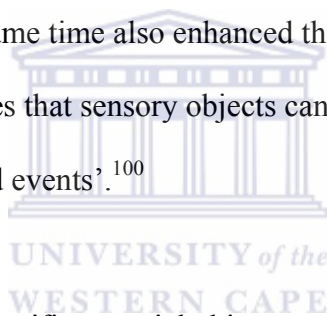 ame time also enhanced th
es that sensory objects can
d events'.100
UNIVERSITY of the
WESTERN CAPE